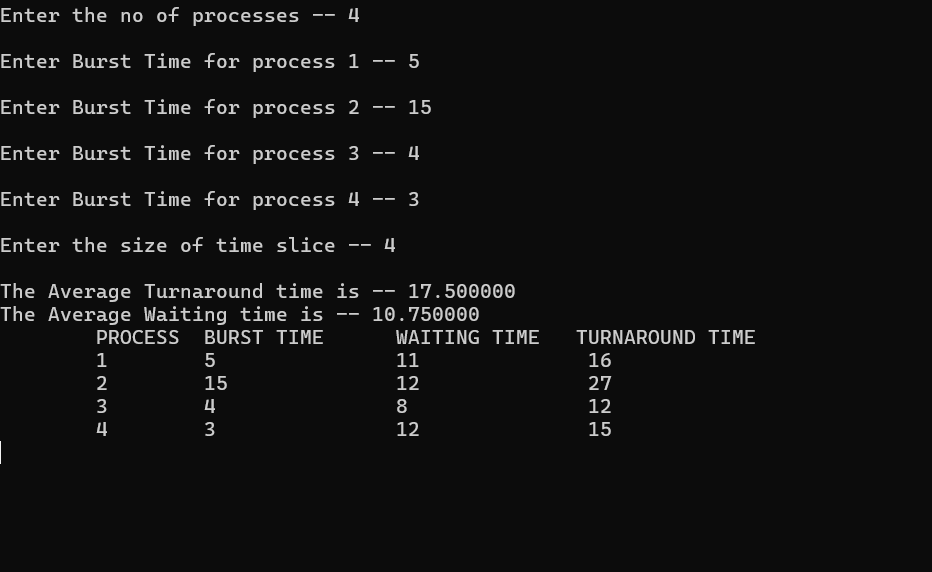 Enter the no of processes -- 4
Enter Burst Time for process 1 -- 5
Enter Burst Time for process 2 -- 15
Enter Burst Time for process 3 -- 4
Enter Burst Time for process 4 -- 3
Enter the size of time slice -- 4
The Average Turnaround time is -- 17.500000
The Average Waiting time is -- 10.750000
PROCESS BURST TIME WAITING TIME TURNAROUND TIME
1 5 11 16
2 15 12 27
3 4 8 12
4 3 12 15